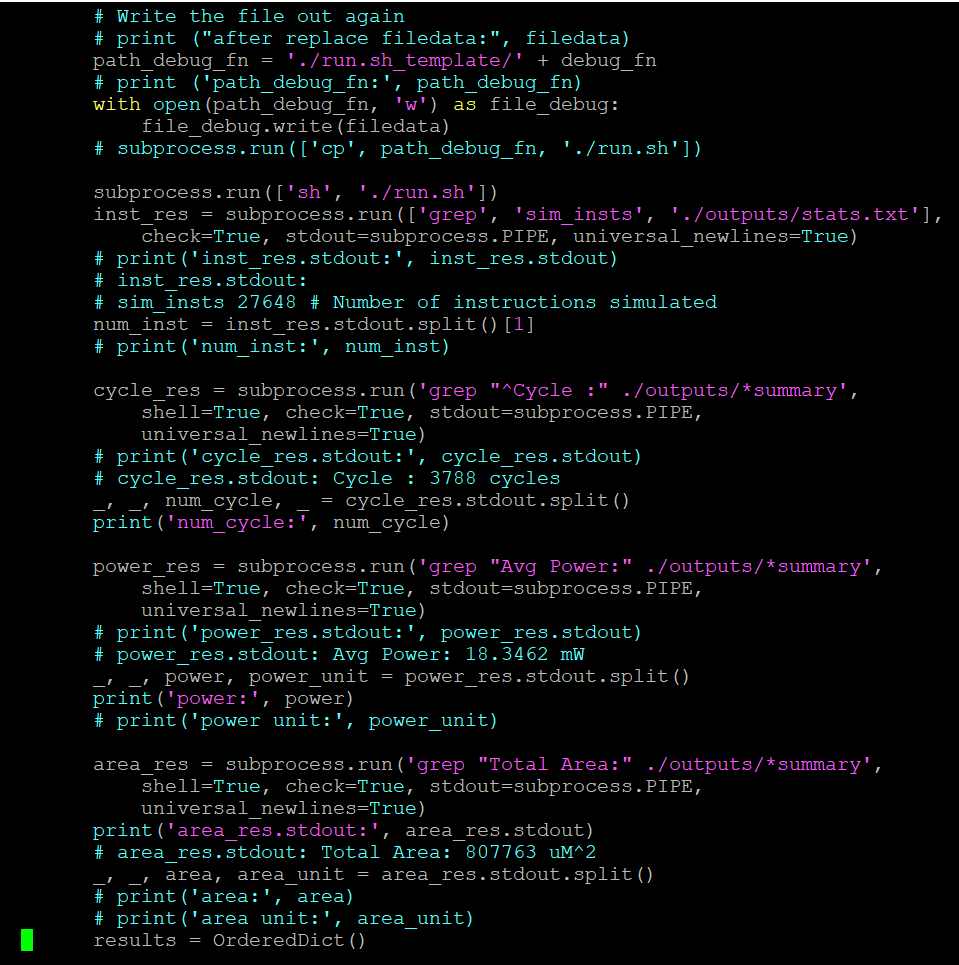 # Write the file out again
# print ("after replace filedata:", filedata)
path_debug_fn = './run.sh_template/' + debug_fn
# print ('path_debug_fn:', path_debug_fn)
with open(path_debug_fn, 'w') as file_debug:
    file_debug.write(filedata)
# subprocess.run(['cp', path_debug_fn, './run.sh'])

subprocess.run(['sh', './run.sh'])
inst_res = subprocess.run(['grep', 'sim_insts', './outputs/stats.txt'],
    check=True, stdout=subprocess.PIPE, universal_newlines=True)
# print('inst_res.stdout:', inst_res.stdout)
# inst_res.stdout:
# sim_insts 27648 # Number of instructions simulated
num_inst = inst_res.stdout.split()[1]
# print('num_inst:', num_inst)

cycle_res = subprocess.run('grep "^Cycle :" ./outputs/*summary',
    shell=True, check=True, stdout=subprocess.PIPE,
    universal_newlines=True)
# print('cycle_res.stdout:', cycle_res.stdout)
# cycle_res.stdout: Cycle : 3788 cycles
_, _, num_cycle, _ = cycle_res.stdout.split()
print('num_cycle:', num_cycle)

power_res = subprocess.run('grep "Avg Power:" ./outputs/*summary',
    shell=True, check=True, stdout=subprocess.PIPE,
    universal_newlines=True)
# print('power_res.stdout:', power_res.stdout)
# power_res.stdout: Avg Power: 18.3462 mW
_, _, power, power_unit = power_res.stdout.split()
print('power:', power)
# print('power unit:', power_unit)

area_res = subprocess.run('grep "Total Area:" ./outputs/*summary',
    shell=True, check=True, stdout=subprocess.PIPE,
    universal_newlines=True)
print('area_res.stdout:', area_res.stdout)
# area_res.stdout: Total Area: 807763 uM^2
_, _, area, area_unit = area_res.stdout.split()
# print('area:', area)
# print('area unit:', area_unit)
results = OrderedDict()